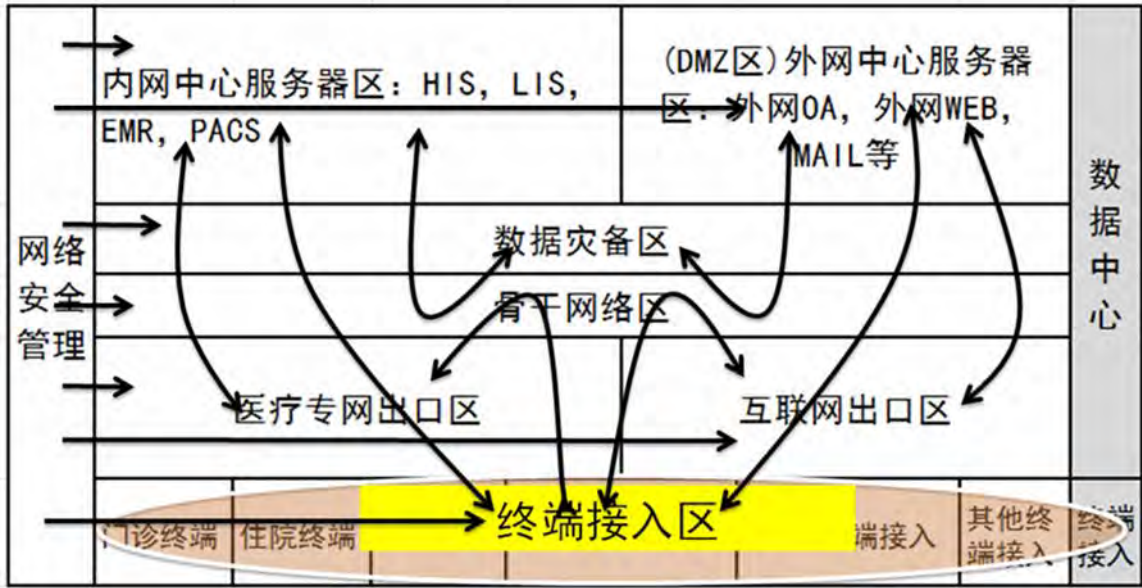 内网中心服务器区：HIS, LIS,
EMR, PACS
(DMZ区)外网中心服务器
区：外网OA，外网WEB,
MAIL等
数据灾备区
骨干网络区
医疗专网出口区
互联网出口区
网络
安全
管理
数
据
中
心
门诊终端
住院终端
终端接入区
端接入
其他终
端接入
终端
接入